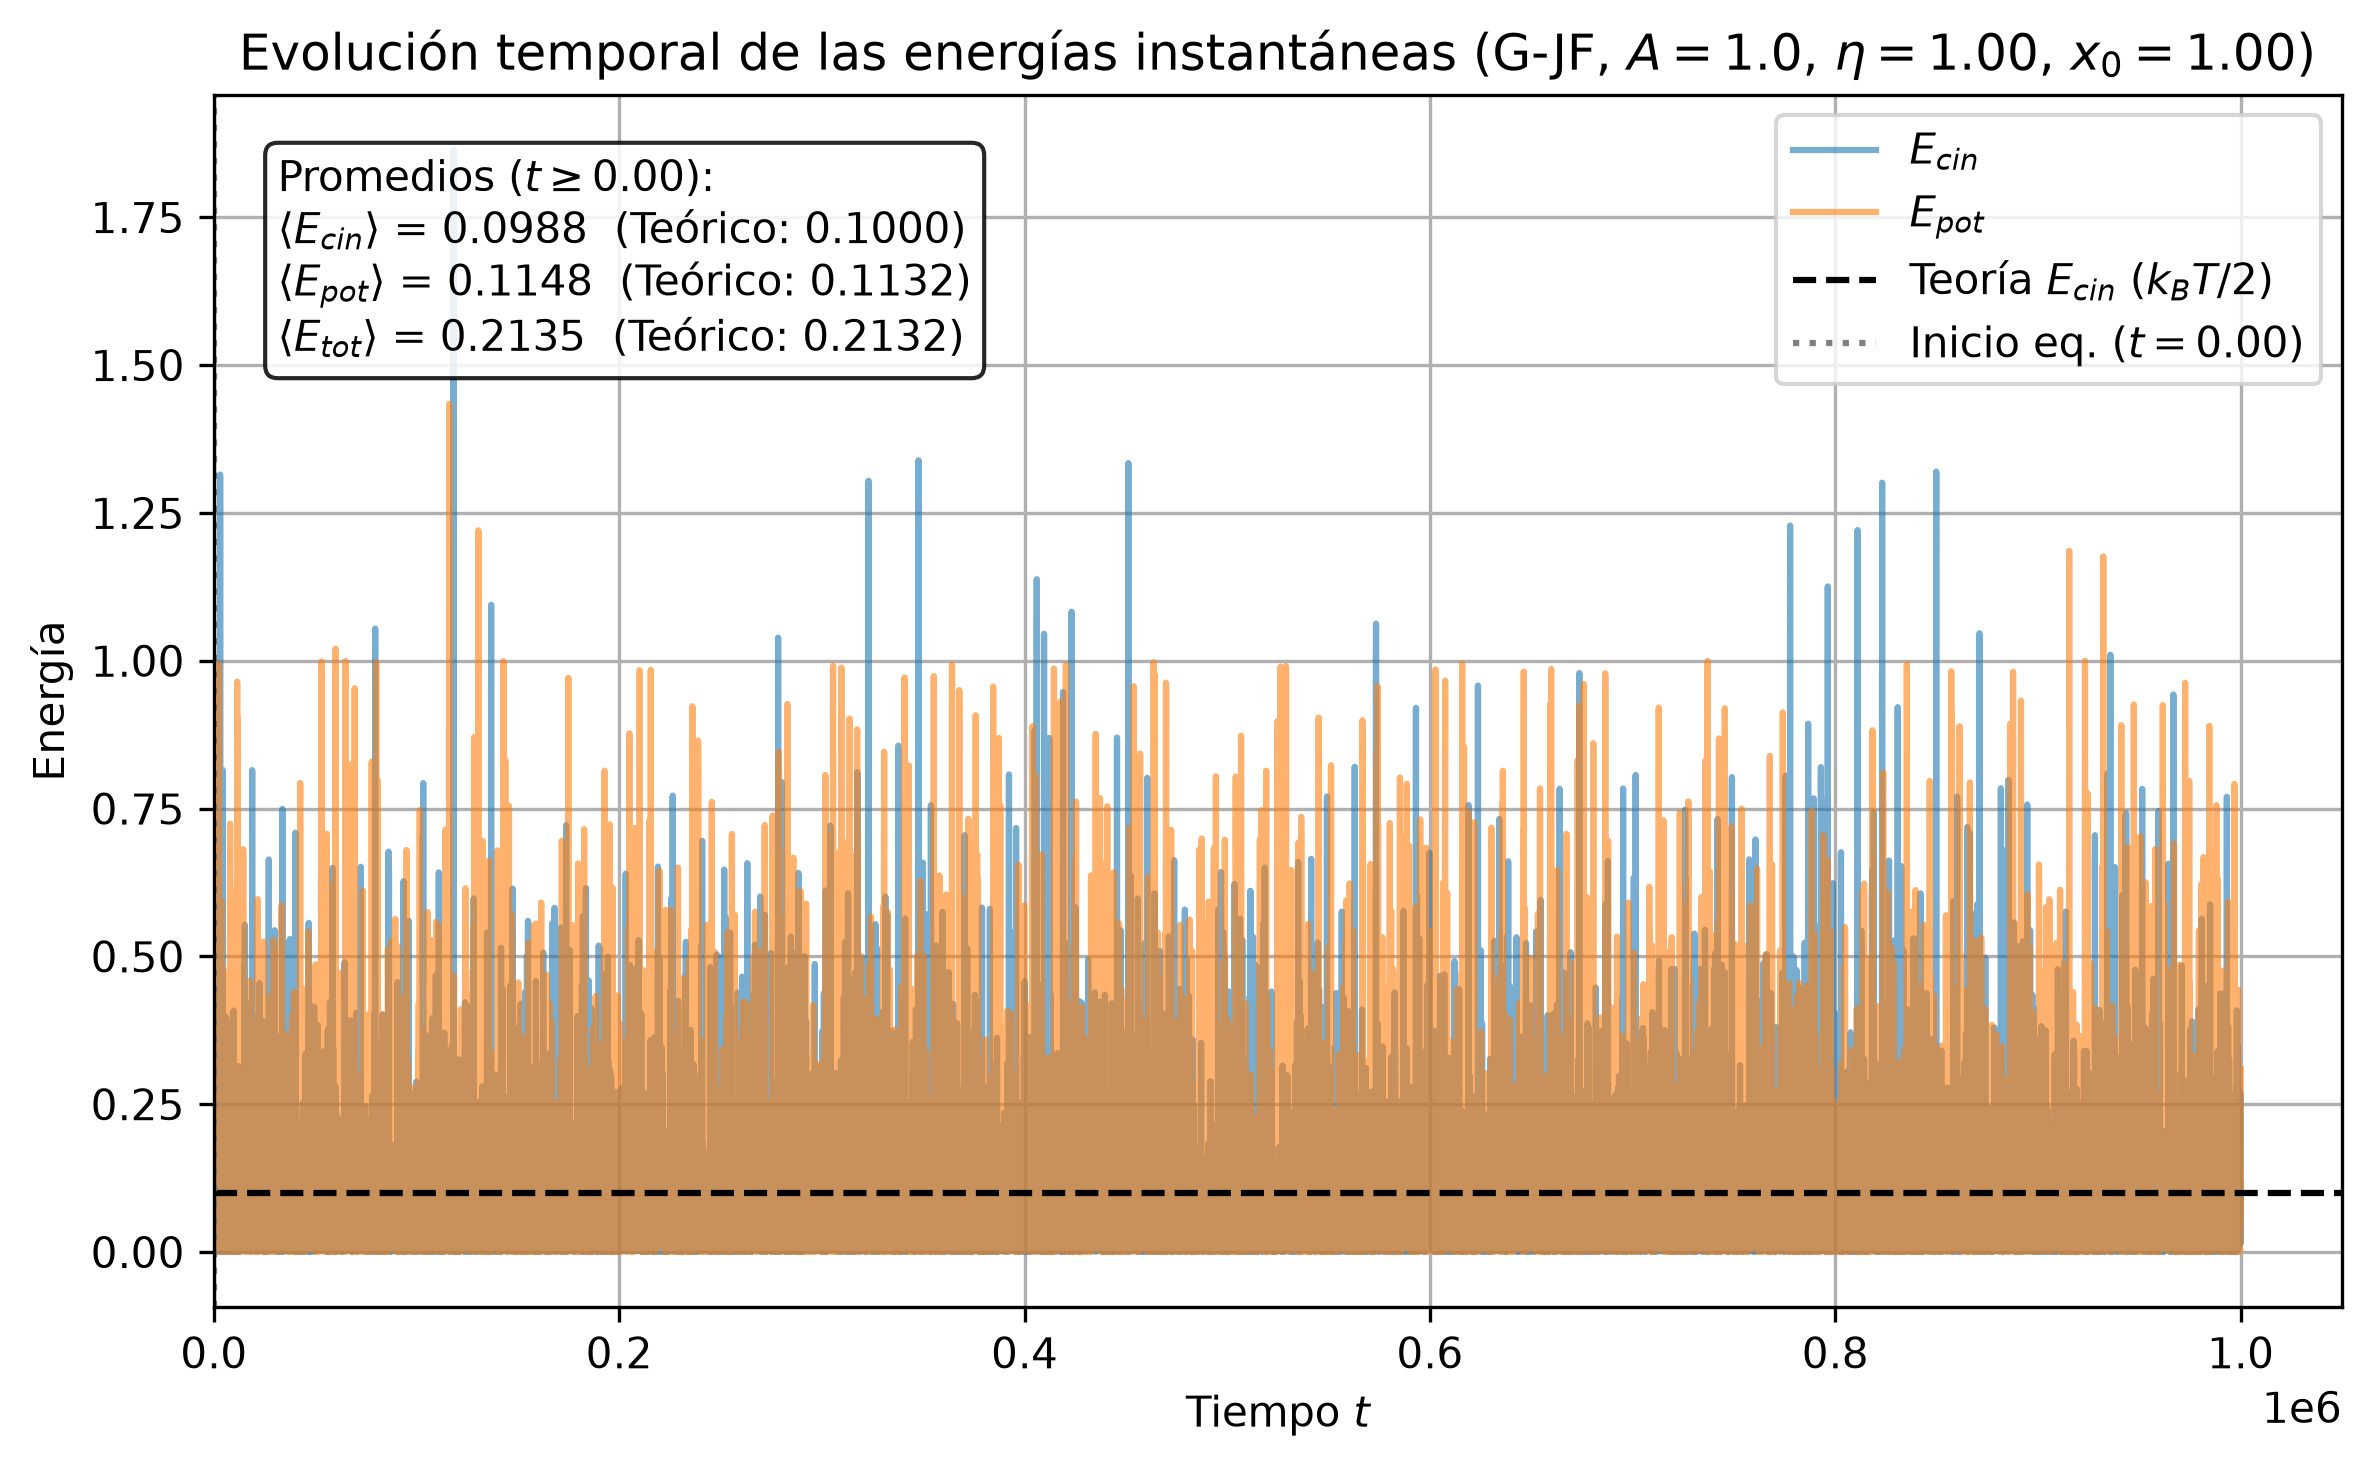 Evolución temporal de las energías instantáneas (G-JF, A = 1.0, η = 1.00, x₀ = 1.00)
Promedios (t ≥ 0.00):
⟨E_cin⟩ = 0.0988 (Teórico: 0.1000)
⟨E_pot⟩ = 0.1148 (Teórico: 0.1132)
⟨E_tot⟩ = 0.2135 (Teórico: 0.2132)
E_cin
E_pot
Teoría E_cin (k_BT/2)
Inicio eq. (t = 0.00)
Energía
1.75
1.50
1.25
1.00
0.75
0.50
0.25
0.00
0.0 0.2 0.4 0.6 0.8 1.0
1e6
Tiempo t